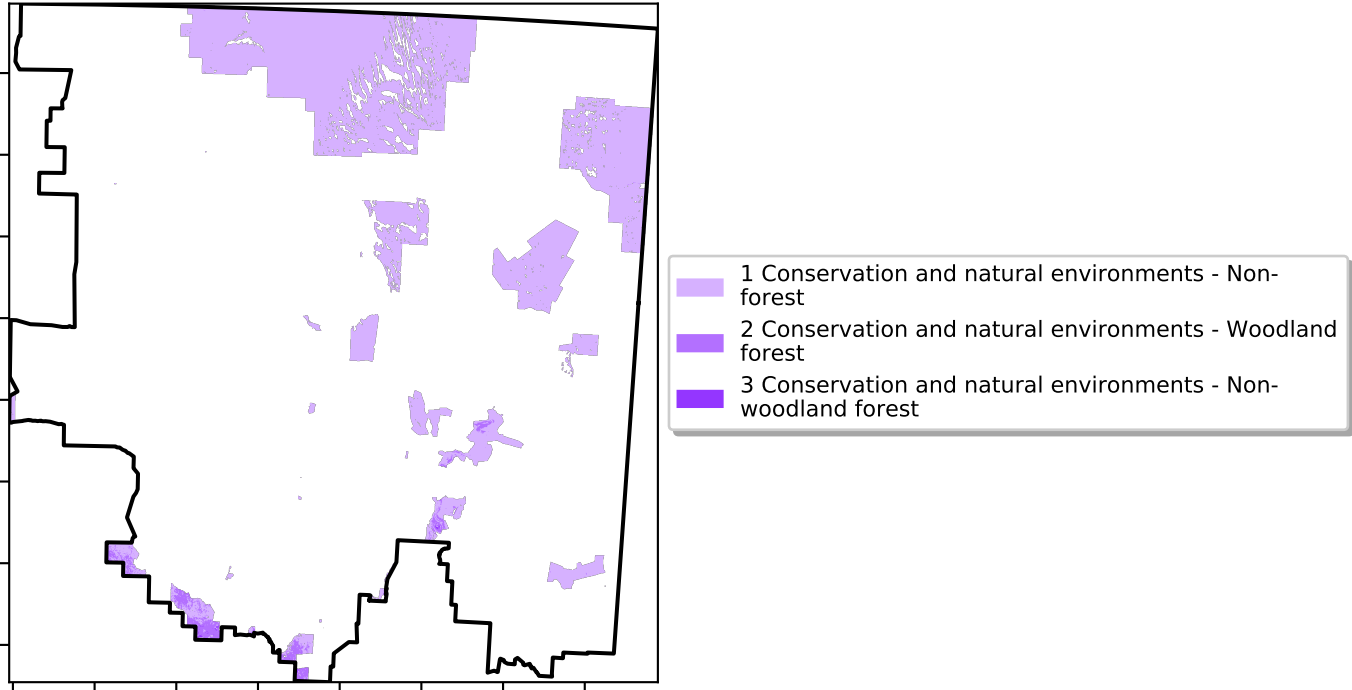 1 Conservation and natural environments - Non-
forest
2 Conservation and natural environments - Woodland
forest
3 Conservation and natural environments - Non-
woodland forest